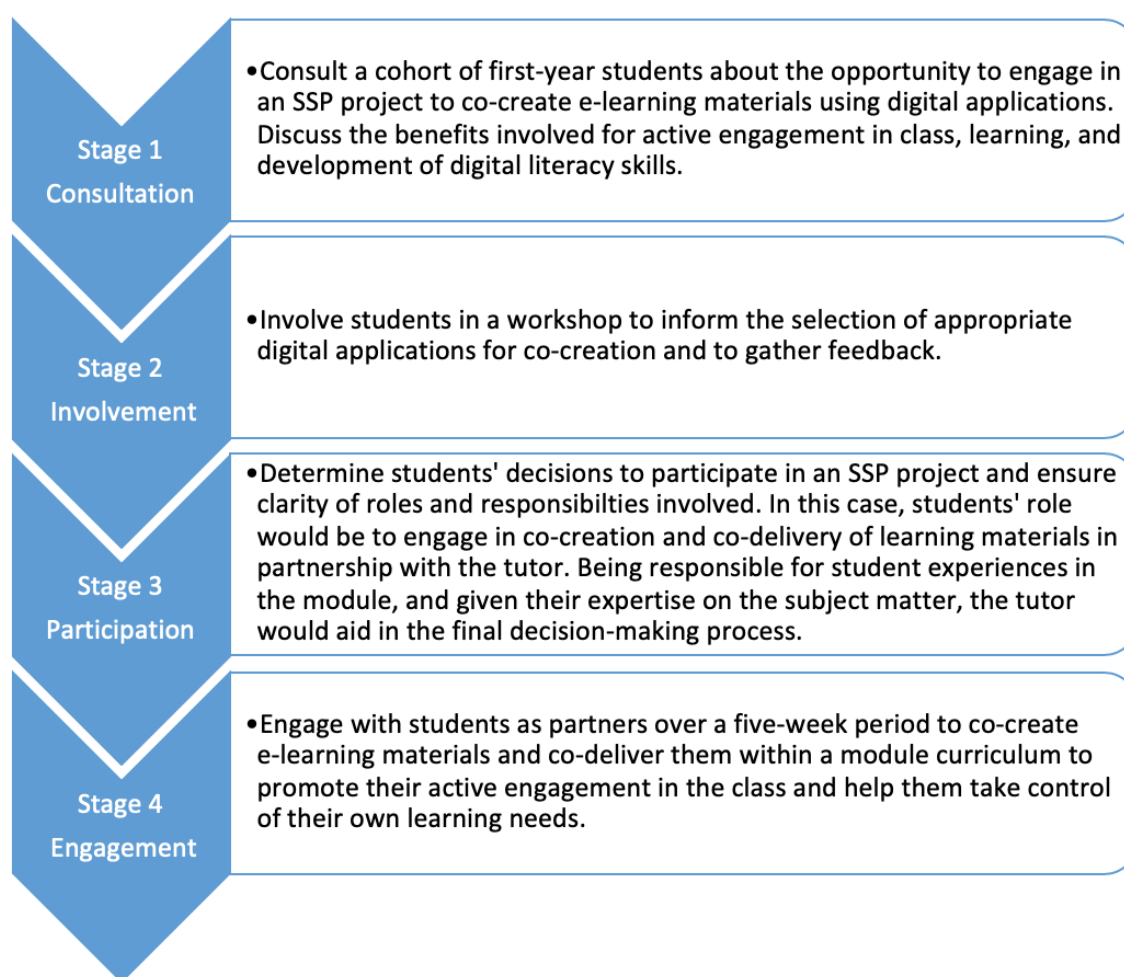 Stage 1
Consultation
•Consult a cohort of first-year students about the opportunity to engage in
an SSP project to co-create e-learning materials using digital applications.
Discuss the benefits involved for active engagement in class, learning, and
development of digital literacy skills.
Stage 2
Involvement
•Involve students in a workshop to inform the selection of appropriate
digital applications for co-creation and to gather feedback.
Stage 3
Participation
•Determine students' decisions to participate in an SSP project and ensure
clarity of roles and responsibilties involved. In this case, students' role
would be to engage in co-creation and co-delivery of learning materials in
partnership with the tutor. Being responsible for student experiences in
the module, and given their expertise on the subject matter, the tutor
would aid in the final decision-making process.
Stage 4
Engagement
•Engage with students as partners over a five-week period to co-create
e-learning materials and co-deliver them within a module curriculum to
promote their active engagement in the class and help them take control
of their own learning needs.